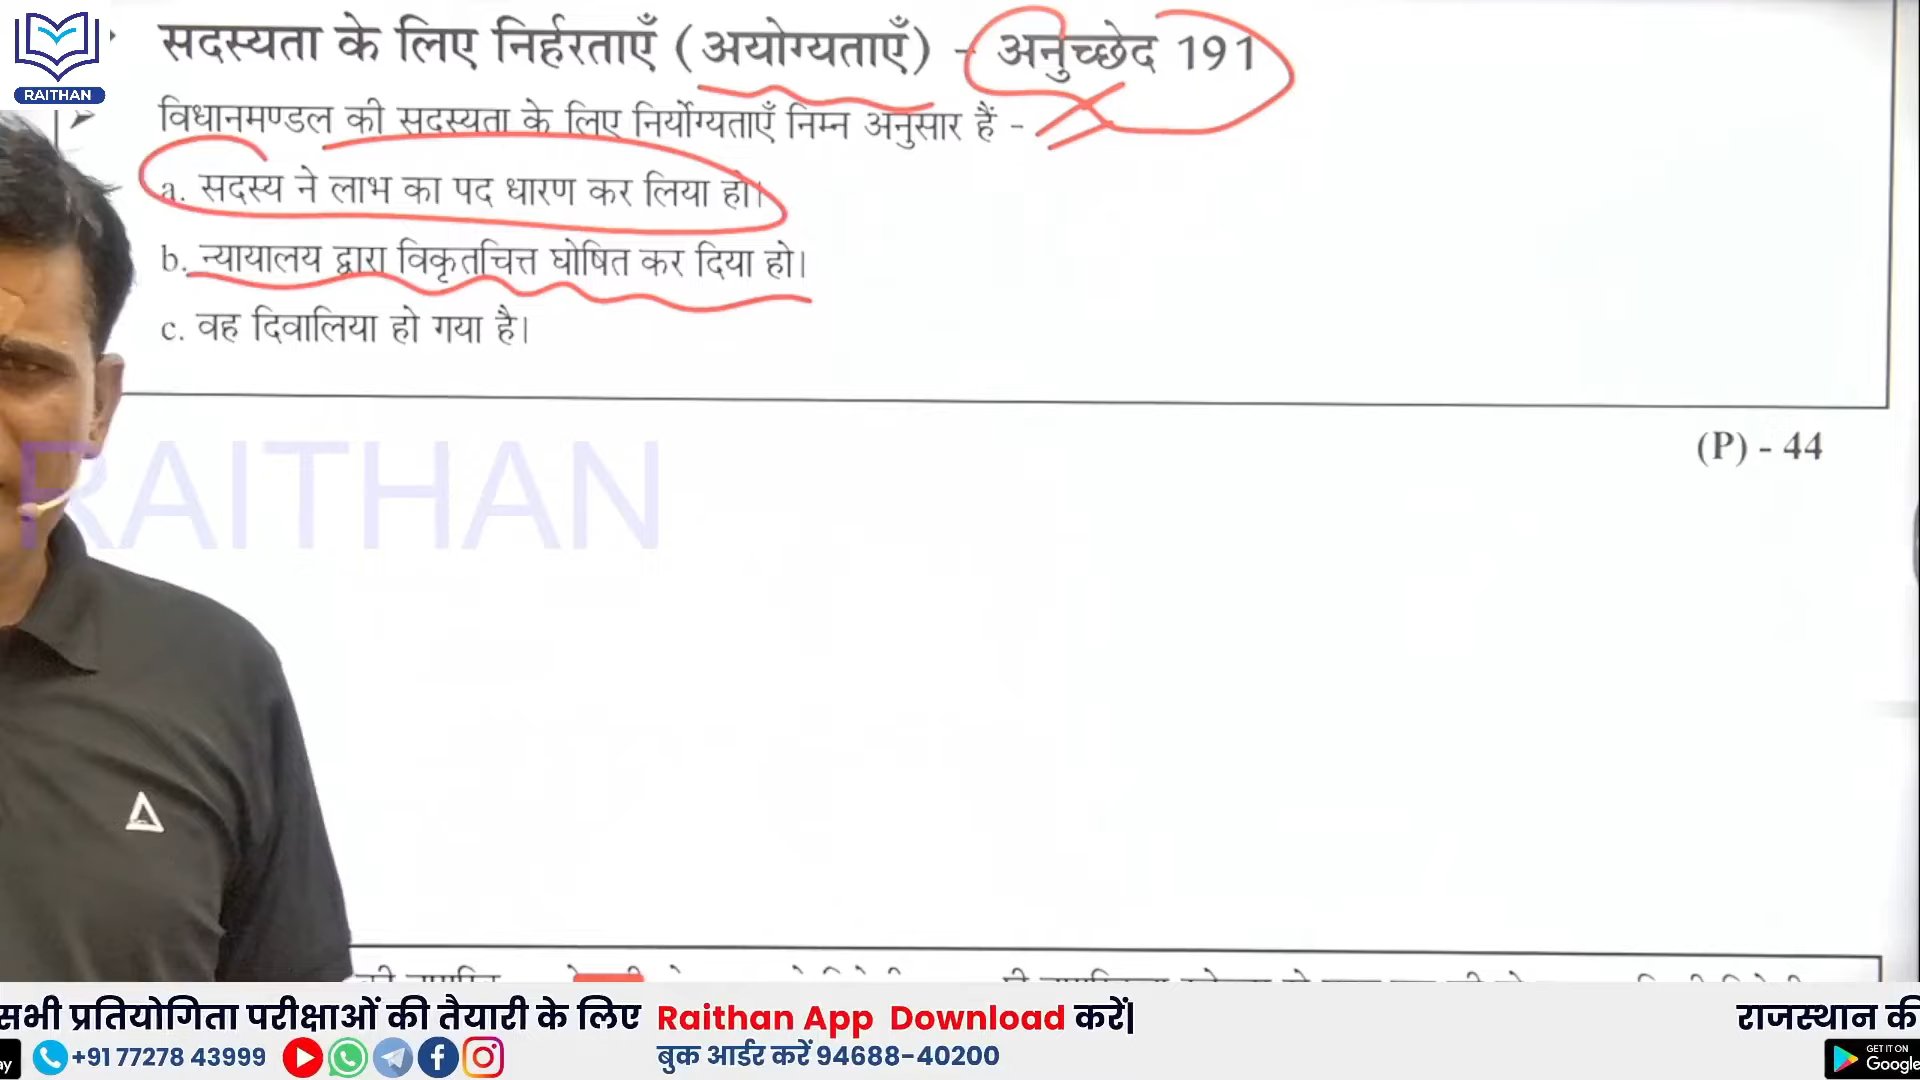 RAITHAN
सदस्यता के लिए निर्हरताएँ (अयोग्यताएँ) - अनुच्छेद 191
विधानमण्डल की सदस्यता के लिए निर्योग्यताएँ निम्न अनुसार हैं -
a. सदस्य ने लाभ का पद धारण कर लिया हो।
b. न्यायालय द्वारा विकृतचित्त घोषित कर दिया हो।
c. वह दिवालिया हो गया है।
(P) - 44
RAITHAN
सभी प्रतियोगिता परीक्षाओं की तैयारी के लिए Raithan App Download करें|
राजस्थान की
+91 77278 43999
बुक आर्डर करें 94688-40200
GET IT ON
Google